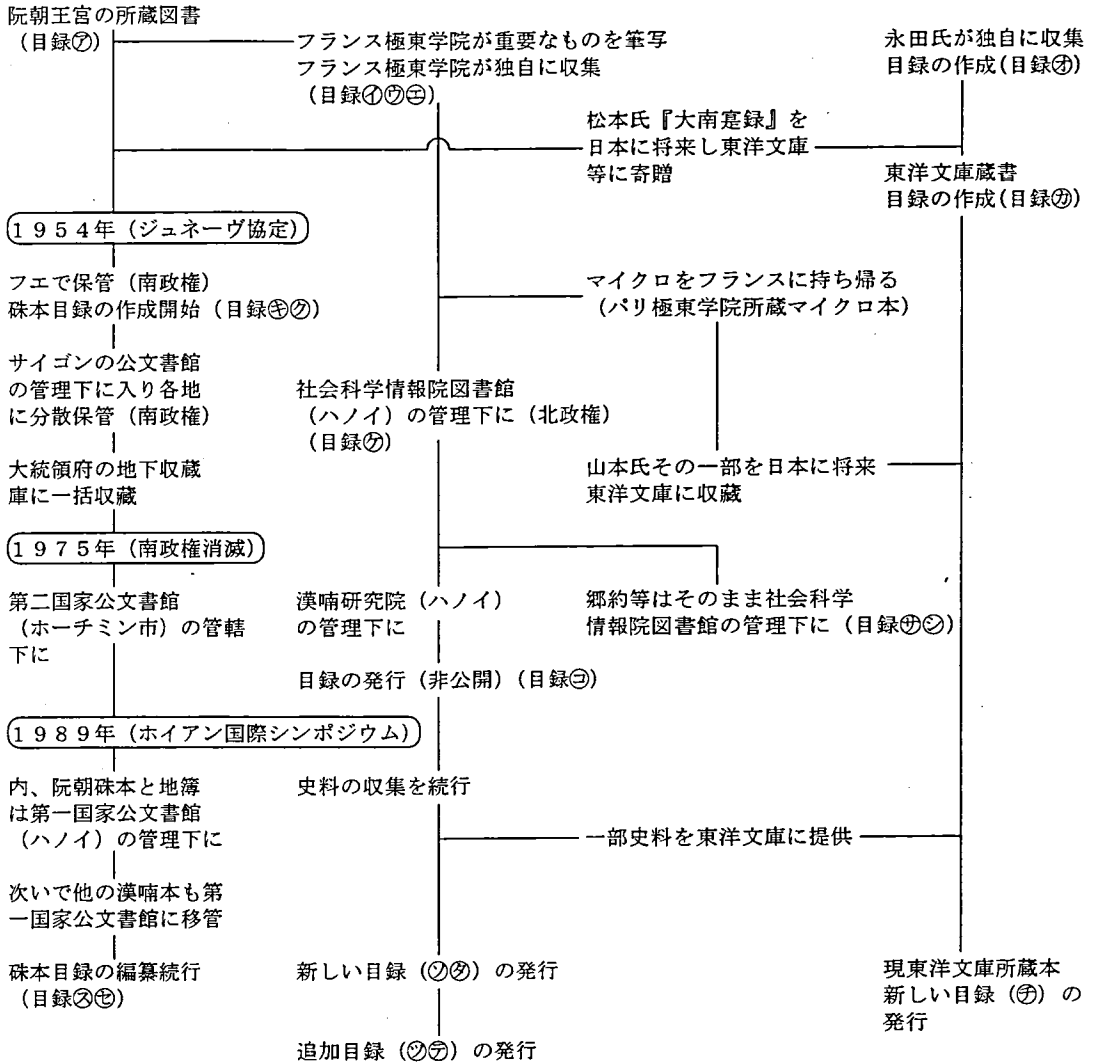 阮朝王宮の所蔵図書
(目録㋐)
フランス極東学院が重要なものを筆写
フランス極東学院が独自に収集
(目録㋑㋒㋓)
永田氏が独自に収集
目録の作成(目録㋔)
松本氏『大南寔録』を
日本に将来し東洋文庫
等に寄贈
東洋文庫蔵書
目録の作成(目録㋕)
1954年(ジュネーヴ協定)
フエで保管(南政権)
硃本目録の作成開始(目録㋖㋗)
マイクロをフランスに持ち帰る
(パリ極東学院所蔵マイクロ本)
サイゴンの公文書館
の管理下に入り各地
に分散保管(南政権)
社会科学情報院図書館
(ハノイ)の管理下に(北政権)
(目録㋘)
大統領府の地下収蔵
庫に一括収蔵
山本氏その一部を日本に将来
東洋文庫に収蔵
1975年(南政権消滅)
第二国家公文書館
(ホーチミン市)の管轄
下に
漢喃研究院(ハノイ)
の管理下に
郷約等はそのまま社会科学
情報院図書館の管理下に(目録㋚㋛)
目録の発行(非公開)(目録㋙)
1989年(ホイアン国際シンポジウム)
内、阮朝硃本と地簿
は第一国家公文書館
(ハノイ)の管理下に
史料の収集を続行
一部史料を東洋文庫に提供
次いで他の漢喃本も第
一国家公文書館に移管
硃本目録の編纂続行
(目録㋜㋝)
新しい目録(㋞㋟)の発行
現東洋文庫所蔵本
新しい目録(㋠)の
発行
追加目録(㋡㋢)の発行